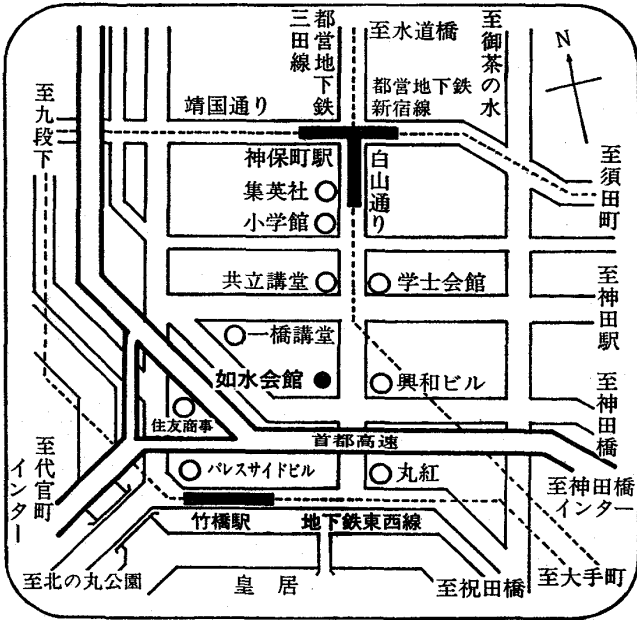 都営地下鉄
三田線
至水道橋
至御茶の水
N
至九段下
靖国通り
都営地下鉄
新宿線
神保町駅
白山通り
至須田町
集英社
小学館
共立講堂
学士会館
至神田駅
一橋講堂
如水会館
興和ビル
至神田橋
住友商事
首都高速
至代官町
インター
パレスサイドビル
丸紅
至神田橋
インター
竹橋駅
地下鉄東西線
至北の丸公園
皇居
至祝田橋
至大手町